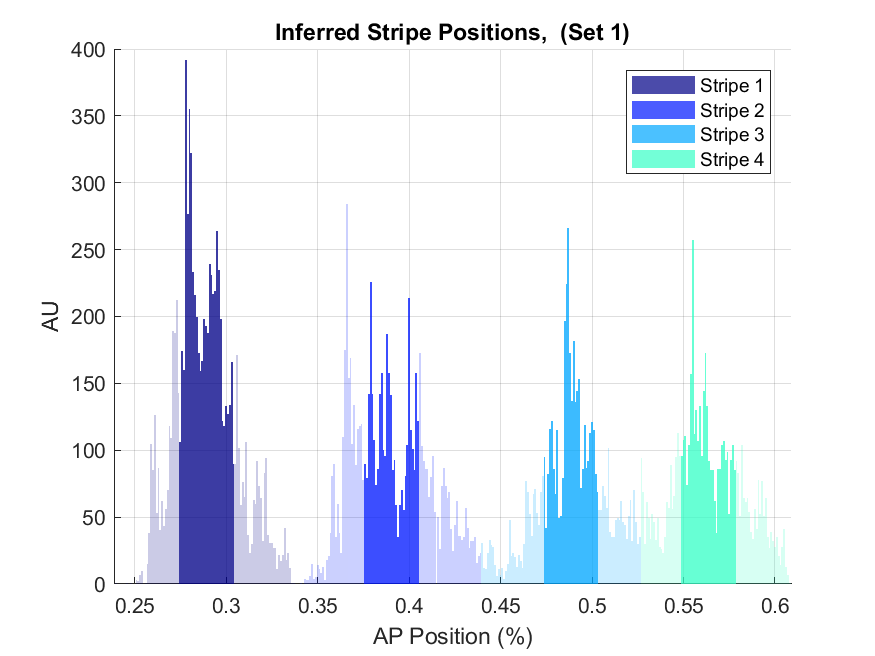 Inferred Stripe Positions,  (Set 1)
400
350
300
250
200
150
100
50
0
AU
Stripe 1
Stripe 2
Stripe 3
Stripe 4
0.25 0.3 0.35 0.4 0.45 0.5 0.55 0.6
AP Position (%)